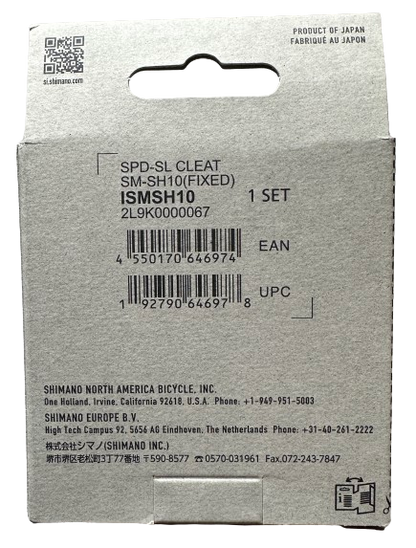 PRODUCT OF JAPAN
FABRIQUÉ AU JAPON
si.shimano.com
SPD-SL CLEAT
SM-SH10(FIXED)
ISMSH10 1 SET
2L9K0000067
EAN
4 550170 646974
UPC
1 92790 64697 8
SHIMANO NORTH AMERICA BICYCLE, INC.
One Holland, Irvine, California 92618, U.S.A. Phone: +1-949-951-5003
SHIMANO EUROPE B.V.
High Tech Campus 92, 5656 AG Eindhoven, The Netherlands Phone: +31-40-261-2222
株式会社シマノ(SHIMANO INC.)
堺市堺区老松町3丁77番地 〒590-8577 ☎0570-031961 Fax.072-243-7847